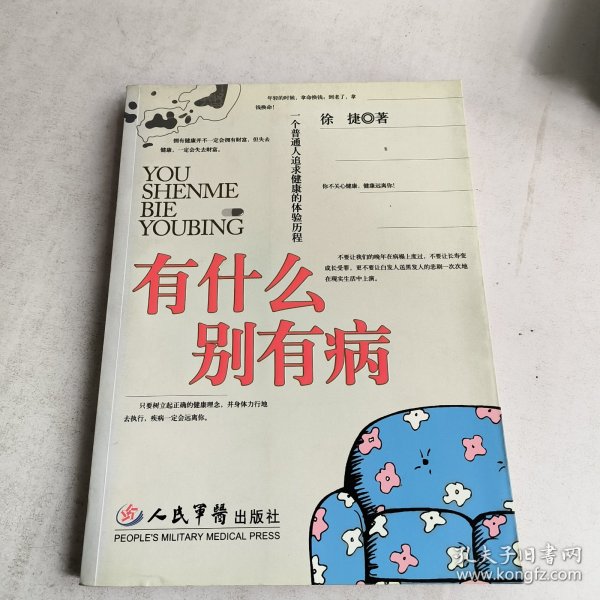 年轻的时候，拿命换钱；到老了，拿
钱换命！
徐 捷◎著
一个普通人追求健康的体验历程
拥有健康并不一定会拥有财富，但失去
健康，一定会失去财富。
YOU
SHENME
BIE
YOUBING
你不关心健康，健康远离你！
不要让我们的晚年在病榻上度过，不要让长寿变
成长受罪，更不要让白发人送黑发人的悲剧一次次地
在现实生活中上演。
有什么
别有病
只要树立起正确的健康理念，并身体力行地
去执行，疾病一定会远离你。
人民军醫出版社
PEOPLE'S MILITARY MEDICAL PRESS
孔夫子旧书网
www.kongfz.com